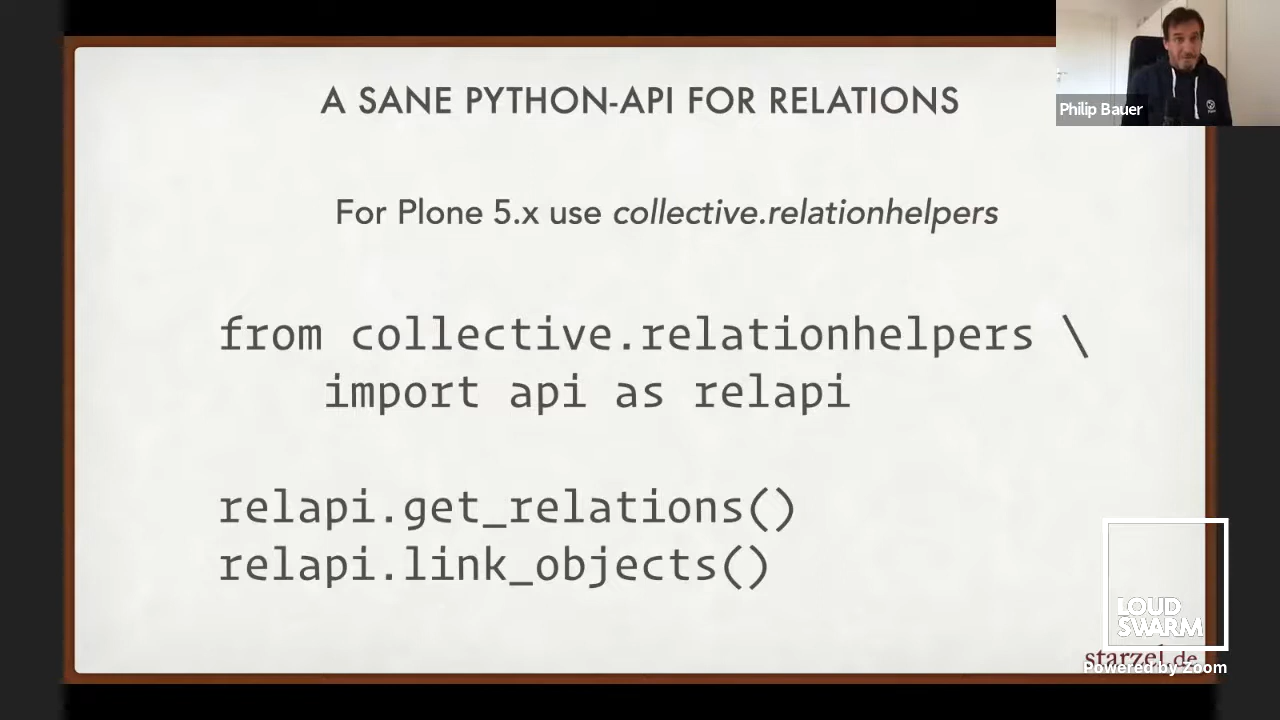 A SANE PYTHON-API FOR RELATIONS
Philip Bauer
For Plone 5.x use collective.relationhelpers
from collective.relationhelpers \
import api as relapi
relapi.get_relations()
relapi.link_objects()
LOUD
SWARM
starzel.de
Powered by Zoom